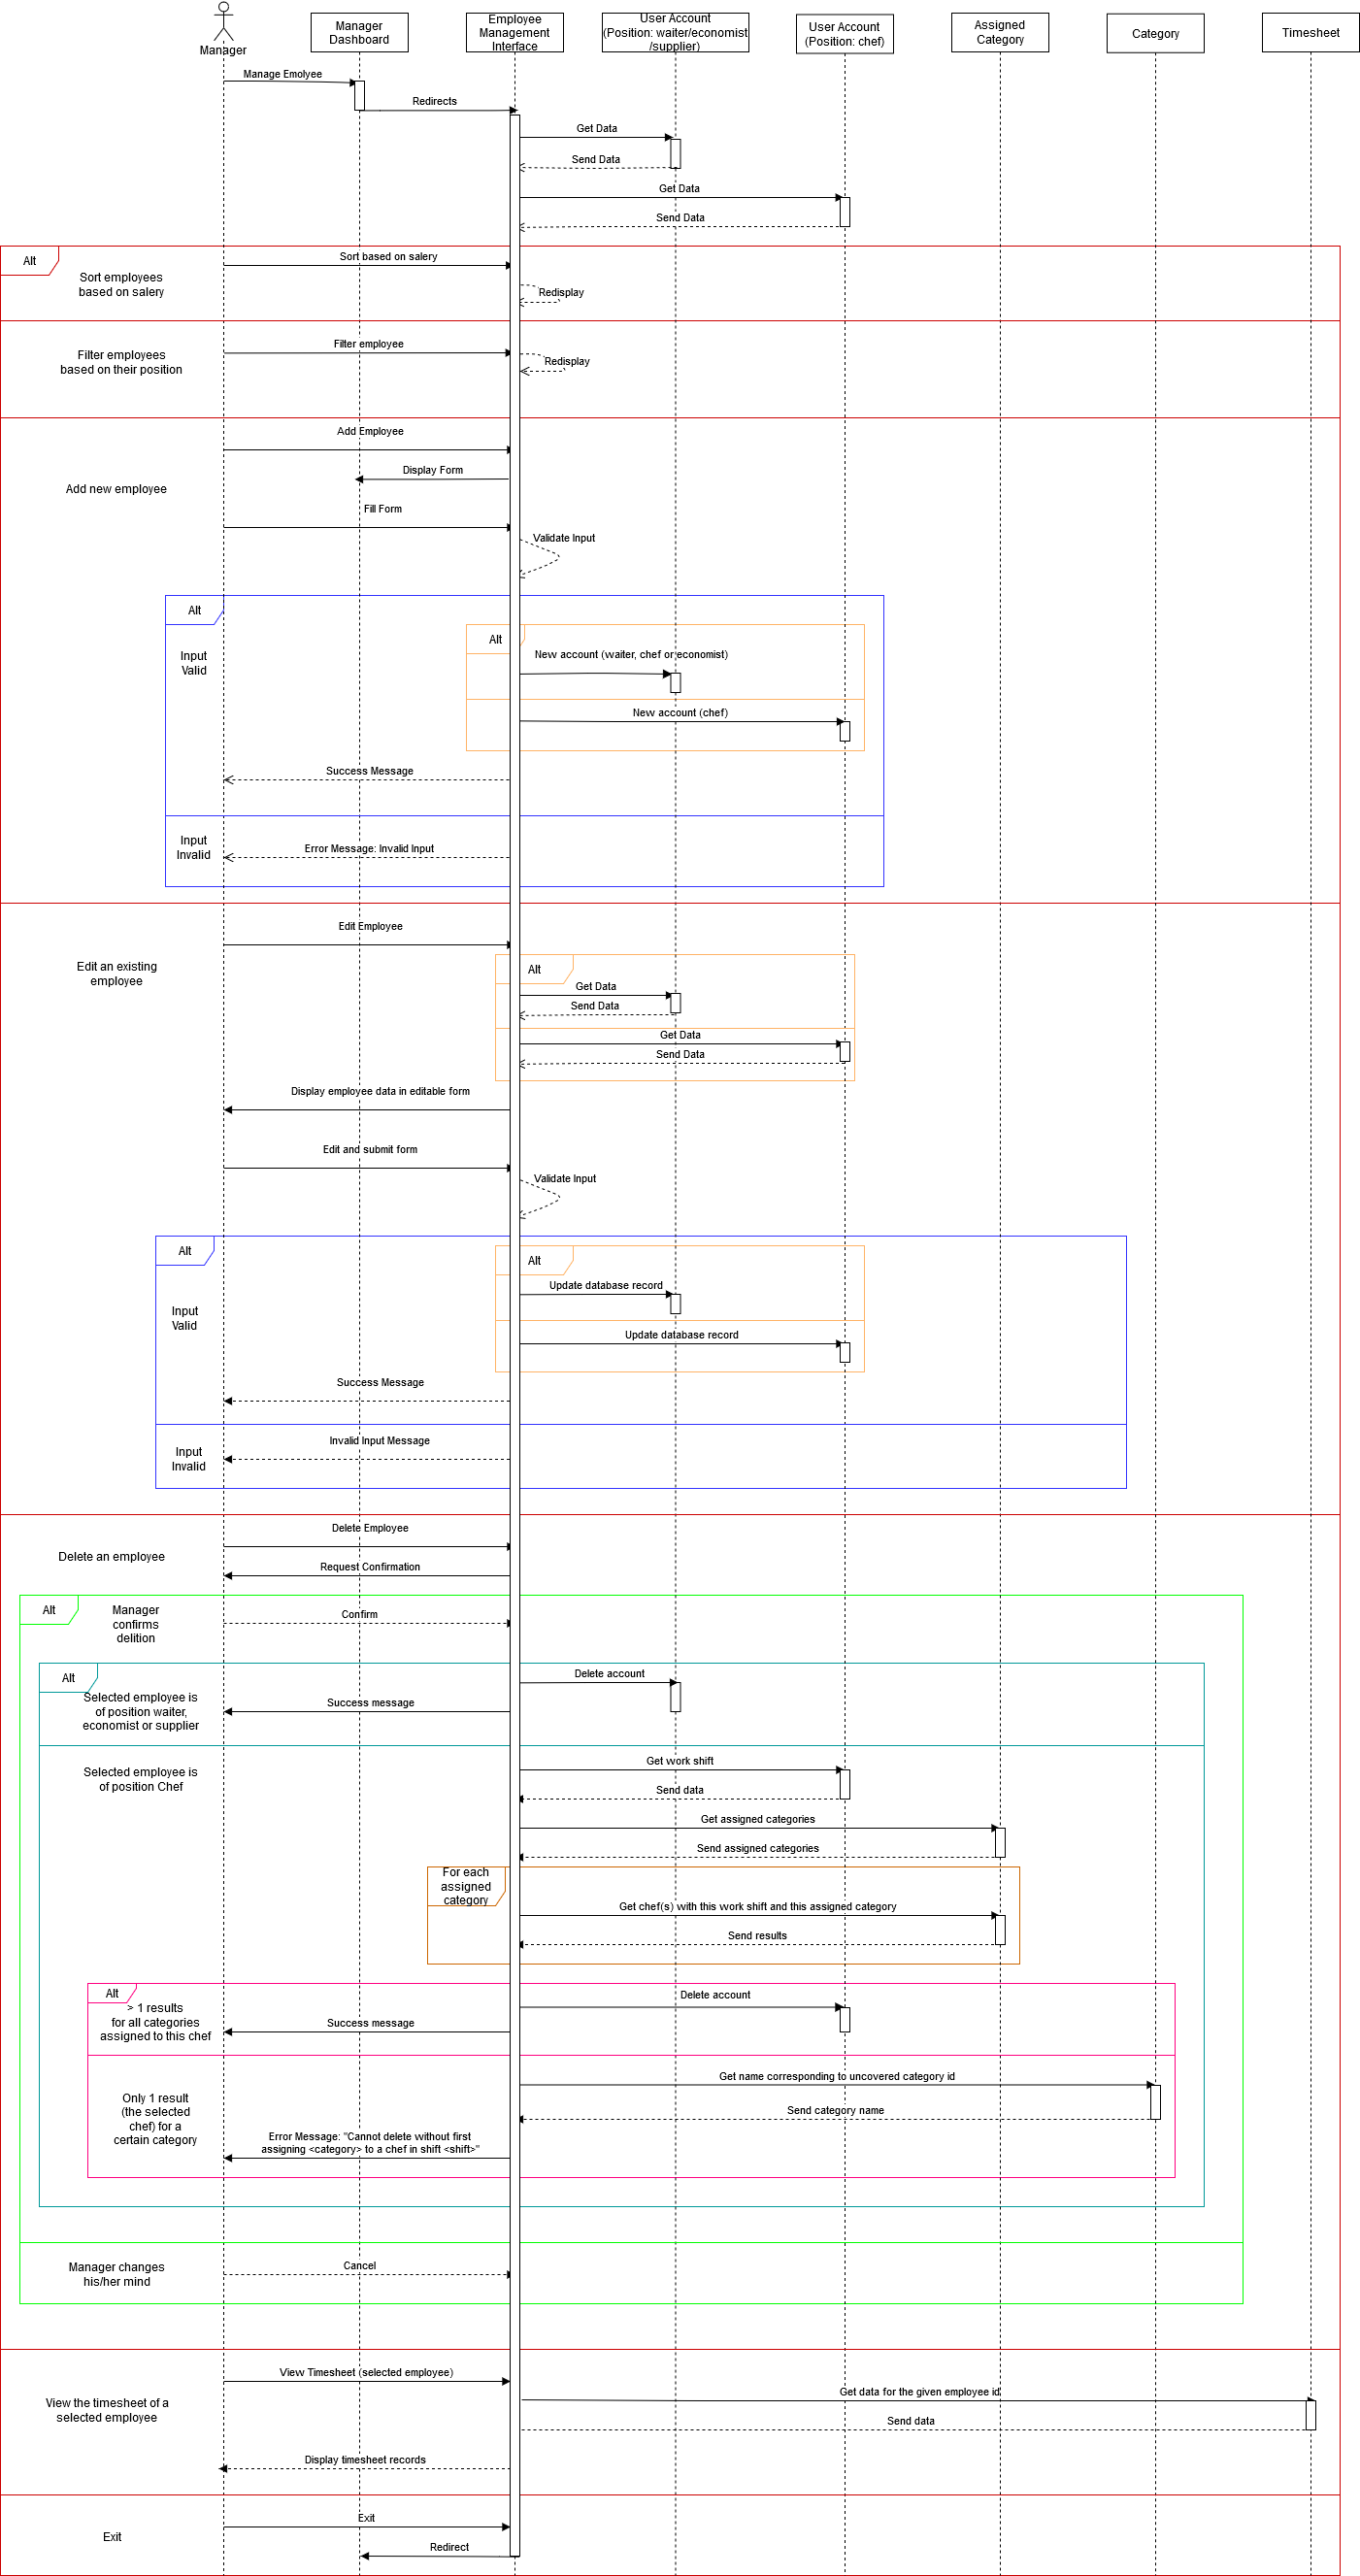 Manager
Manager
Dashboard
Employee
Management
Interface
User Account
(Position: waiter/economist
/supplier)
User Account
(Position: chef)
Assigned
Category
Category
Timesheet
Manage Emolyee
Redirects
Get Data
Send Data
Get Data
Send Data
Alt
Sort employees
based on salery
Sort based on salery
Redisplay
Filter employees
based on their position
Filter employee
Redisplay
Add Employee
Display Form
Add new employee
Fill Form
Validate Input
Alt
Input
Valid
Alt
New account (waiter, chef or economist)
New account (chef)
Success Message
Input
Invalid
Error Message: Invalid Input
Edit Employee
Edit an existing
employee
Alt
Get Data
Send Data
Get Data
Send Data
Display employee data in editable form
Edit and submit form
Validate Input
Alt
Input
Valid
Alt
Update database record
Update database record
Success Message
Input
Invalid
Invalid Input Message
Delete Employee
Delete an employee
Request Confirmation
Alt
Manager
confirms
delition
Confirm
Alt
Selected employee is
of position waiter,
economist or supplier
Delete account
Success message
Selected employee is
of position Chef
Get work shift
Send data
Get assigned categories
Send assigned categories
For each
assigned
category
Get chef(s) with this work shift and this assigned category
Send results
Alt
> 1 results
for all categories
assigned to this chef
Delete account
Success message
Only 1 result
(the selected
chef) for a
certain category
Get name corresponding to uncovered category id
Send category name
Error Message: "Cannot delete without first
assigning <category> to a chef in shift <shift>"
Manager changes
his/her mind
Cancel
View Timesheet (selected employee)
View the timesheet of a
selected employee
Get data for the given employee id
Send data
Display timesheet records
Exit
Exit
Redirect